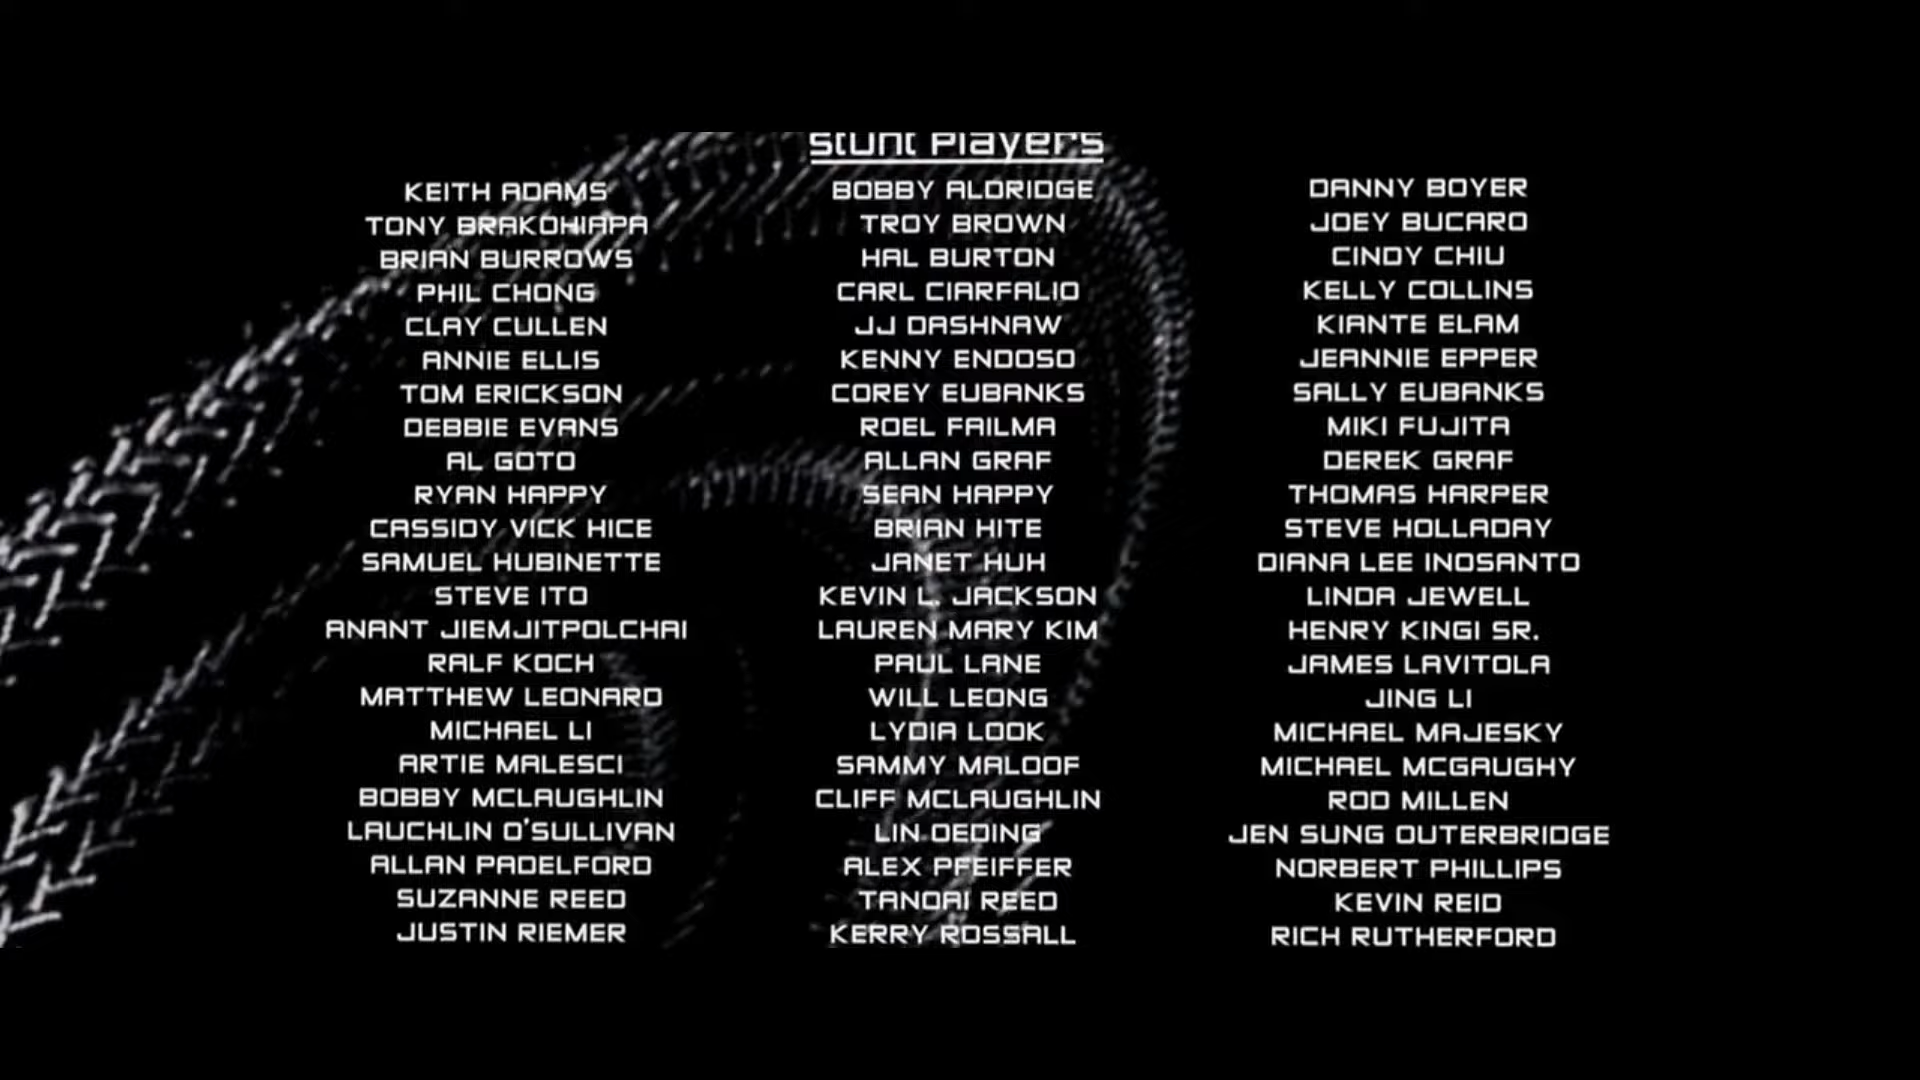 Stunt Players
KEITH ADAMS BOBBY ALDRIDGE DANNY BOYER
TONY BRAKOHIAPA TROY BROWN JOEY BUCARO
BRIAN BURROWS HAL BURTON CINDY CHIU
PHIL CHONG CARL CIARFALIO KELLY COLLINS
CLAY CULLEN JJ DASHNAW KIANTE ELAM
ANNIE ELLIS KENNY ENDOSO JEANNIE EPPER
TOM ERICKSON COREY EUBANKS SALLY EUBANKS
DEBBIE EVANS ROEL FAILMA MIKI FUJITA
AL GOTO ALLAN GRAF DEREK GRAF
RYAN HAPPY SEAN HAPPY THOMAS HARPER
CASSIDY VICK HICE BRIAN HITE STEVE HOLLADAY
SAMUEL HUBINETTE JANET HUH DIANA LEE INOSANTO
STEVE ITO KEVIN L. JACKSON LINDA JEWELL
ANANT JIEMJITPOLCHAI LAUREN MARY KIM HENRY KINGI SR.
RALF KOCH PAUL LANE JAMES LAVITOLA
MATTHEW LEONARD WILL LEONG JING LI
MICHAEL LI LYDIA LOOK MICHAEL MAJESKY
ARTIE MALESCI SAMMY MALOOF MICHAEL MCGAUGHY
BOBBY MCLAUGHLIN CLIFF MCLAUGHLIN ROD MILLEN
LAUCHLIN O'SULLIVAN LIN OEDING JEN SUNG OUTERBRIDGE
ALLAN PADELFORD ALEX PFEIFFER NORBERT PHILLIPS
SUZANNE REED TANOAI REED KEVIN REID
JUSTIN RIEMER KERRY ROSSALL RICH RUTHERFORD